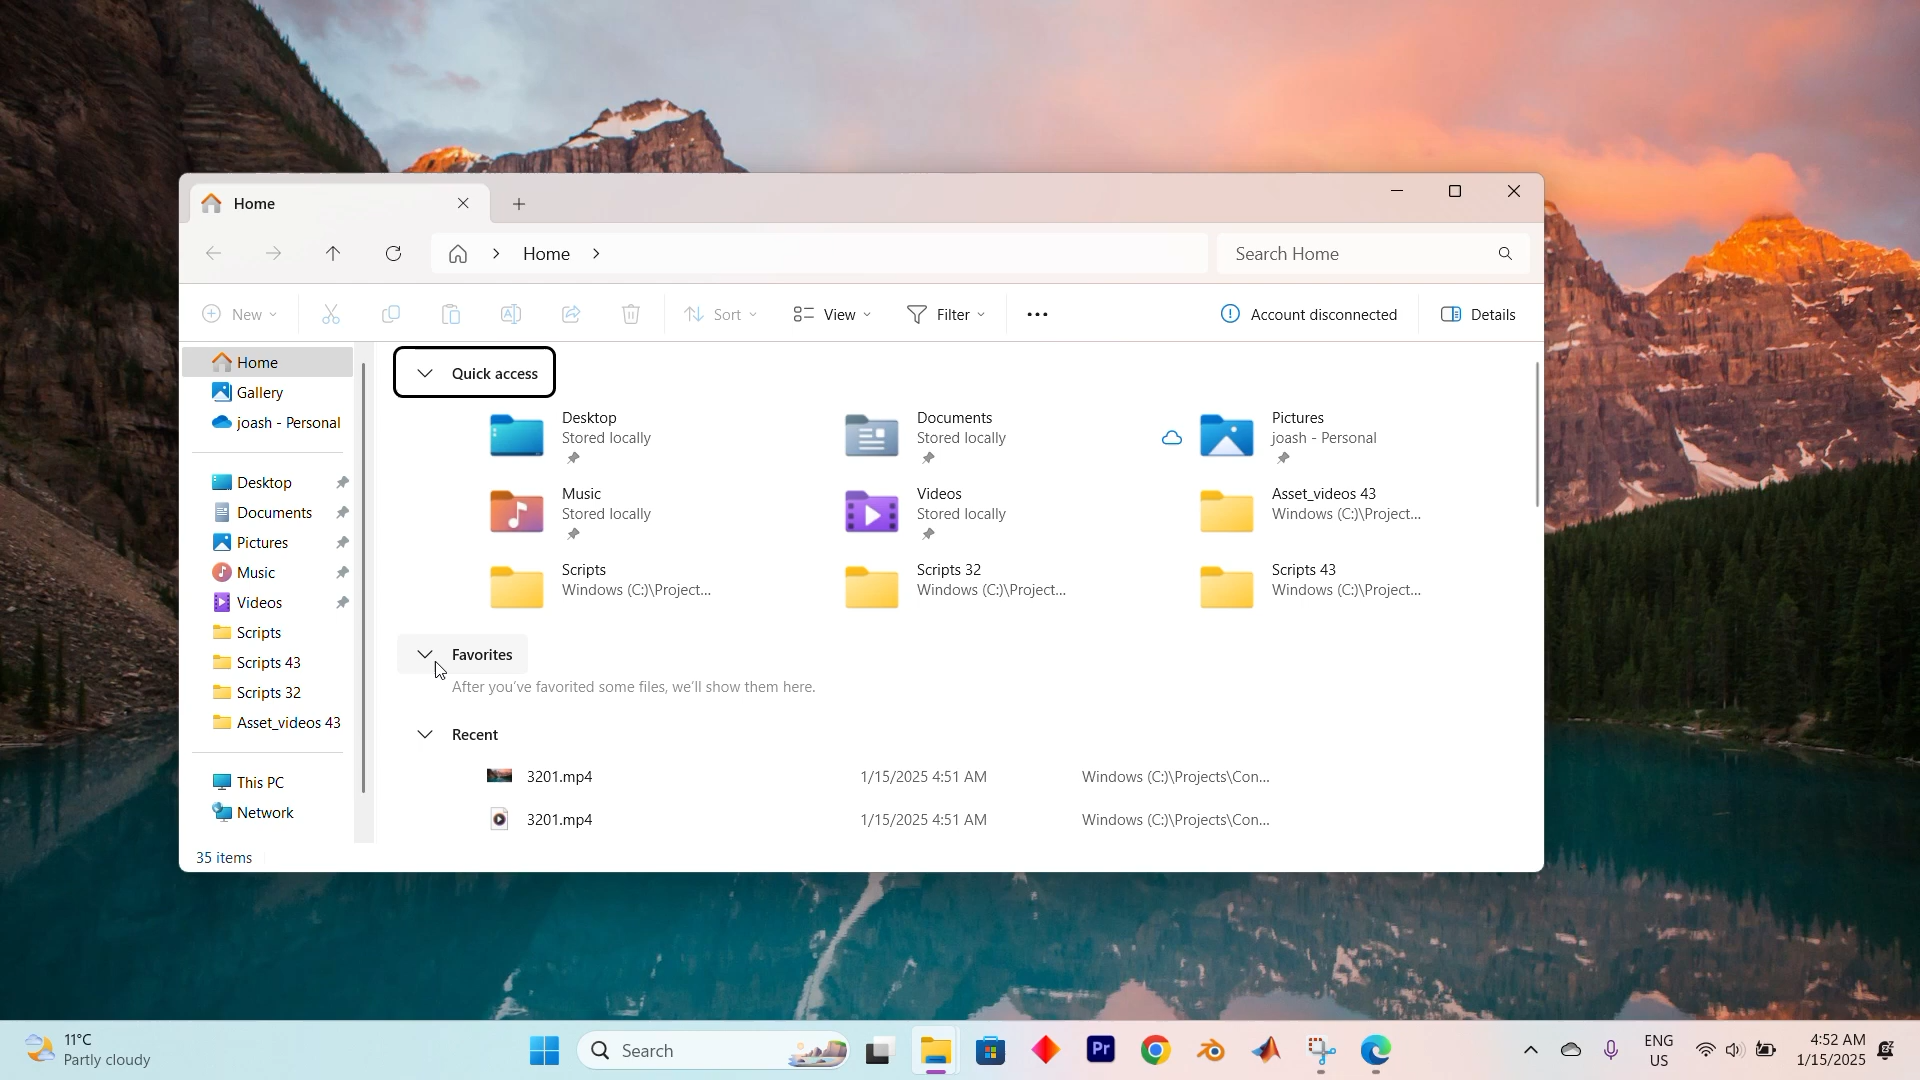 Home
Home
Search Home
New
Sort
View
Filter
Account disconnected
Details
Home
Gallery
joash - Personal
Desktop
Documents
Pictures
Music
Videos
Scripts
Scripts 43
Scripts 32
Asset_videos 43
This PC
Network
Quick access
Desktop
Stored locally
Documents
Stored locally
Pictures
joash - Personal
Music
Stored locally
Videos
Stored locally
Asset_videos 43
Windows (C:)\Project...
Scripts
Windows (C:)\Project...
Scripts 32
Windows (C:)\Project...
Scripts 43
Windows (C:)\Project...
Favorites
After you've favorited some files, we'll show them here.
Recent
3201.mp4 1/15/2025 4:51 AM Windows (C:)\Projects\Con...
3201.mp4 1/15/2025 4:51 AM Windows (C:)\Projects\Con...
35 items
11°C
Partly cloudy
Search
Pr
ENG
US
4:52 AM
1/15/2025